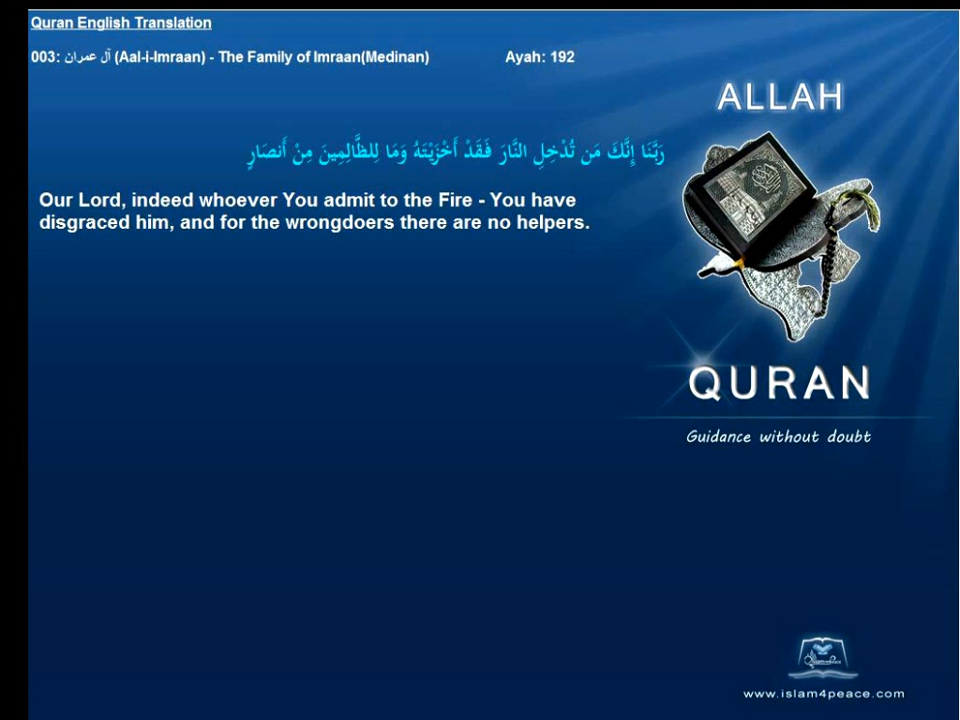 Quran English Translation
003: آل عمران (Aal-i-Imraan) - The Family of Imraan(Medinan) Ayah: 192
ALLAH
رَبَّنَا إِنَّكَ مَن تُدْخِلِ النَّارَ فَقَدْ أَخْزَيْتَهُ وَمَا لِلظَّالِمِينَ مِنْ أَنصَارٍ
Our Lord, indeed whoever You admit to the Fire - You have
disgraced him, and for the wrongdoers there are no helpers.
QURAN
Guidance without doubt
www.islam4peace.com